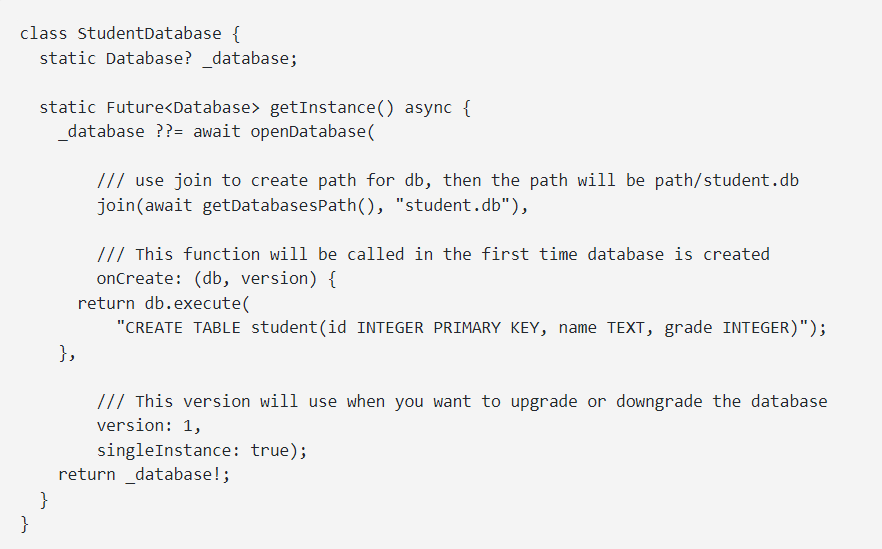 class StudentDatabase {
  static Database? _database;

  static Future<Database> getInstance() async {
    _database ??= await openDatabase(

        /// use join to create path for db, then the path will be path/student.db
        join(await getDatabasesPath(), "student.db"),

        /// This function will be called in the first time database is created
        onCreate: (db, version) {
      return db.execute(
          "CREATE TABLE student(id INTEGER PRIMARY KEY, name TEXT, grade INTEGER)");
    },

        /// This version will use when you want to upgrade or downgrade the database
        version: 1,
        singleInstance: true);
    return _database!;
  }
}